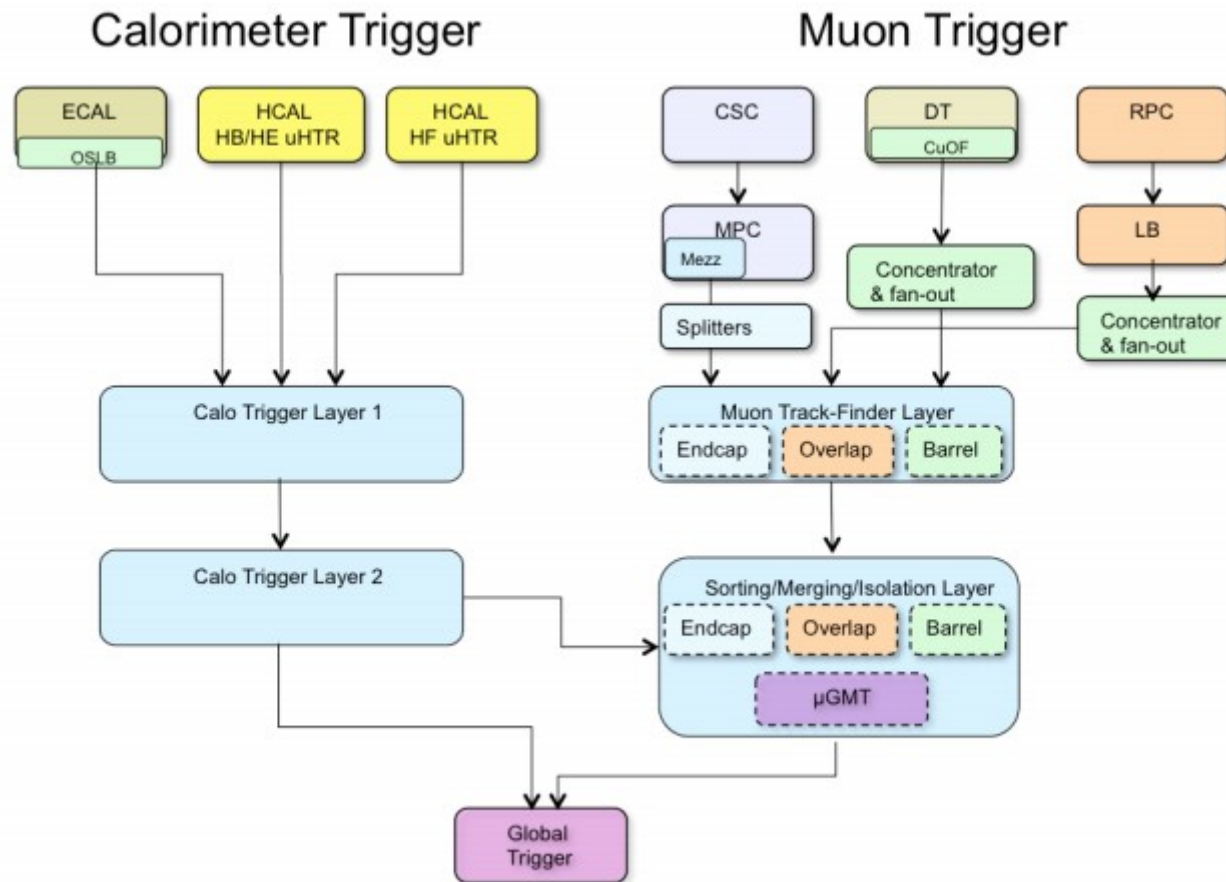 Calorimeter Trigger
Muon Trigger
ECAL
OSLB
HCAL
HB/HE uHTR
HCAL
HF uHTR
CSC
DT
CuOF
RPC
MPC
Mezz
LB
Concentrator
& fan-out
Splitters
Concentrator
& fan-out
Calo Trigger Layer 1
Muon Track-Finder Layer
Endcap
Overlap
Barrel
Calo Trigger Layer 2
Sorting/Merging/Isolation Layer
Endcap
Overlap
Barrel
µGMT
Global
Trigger